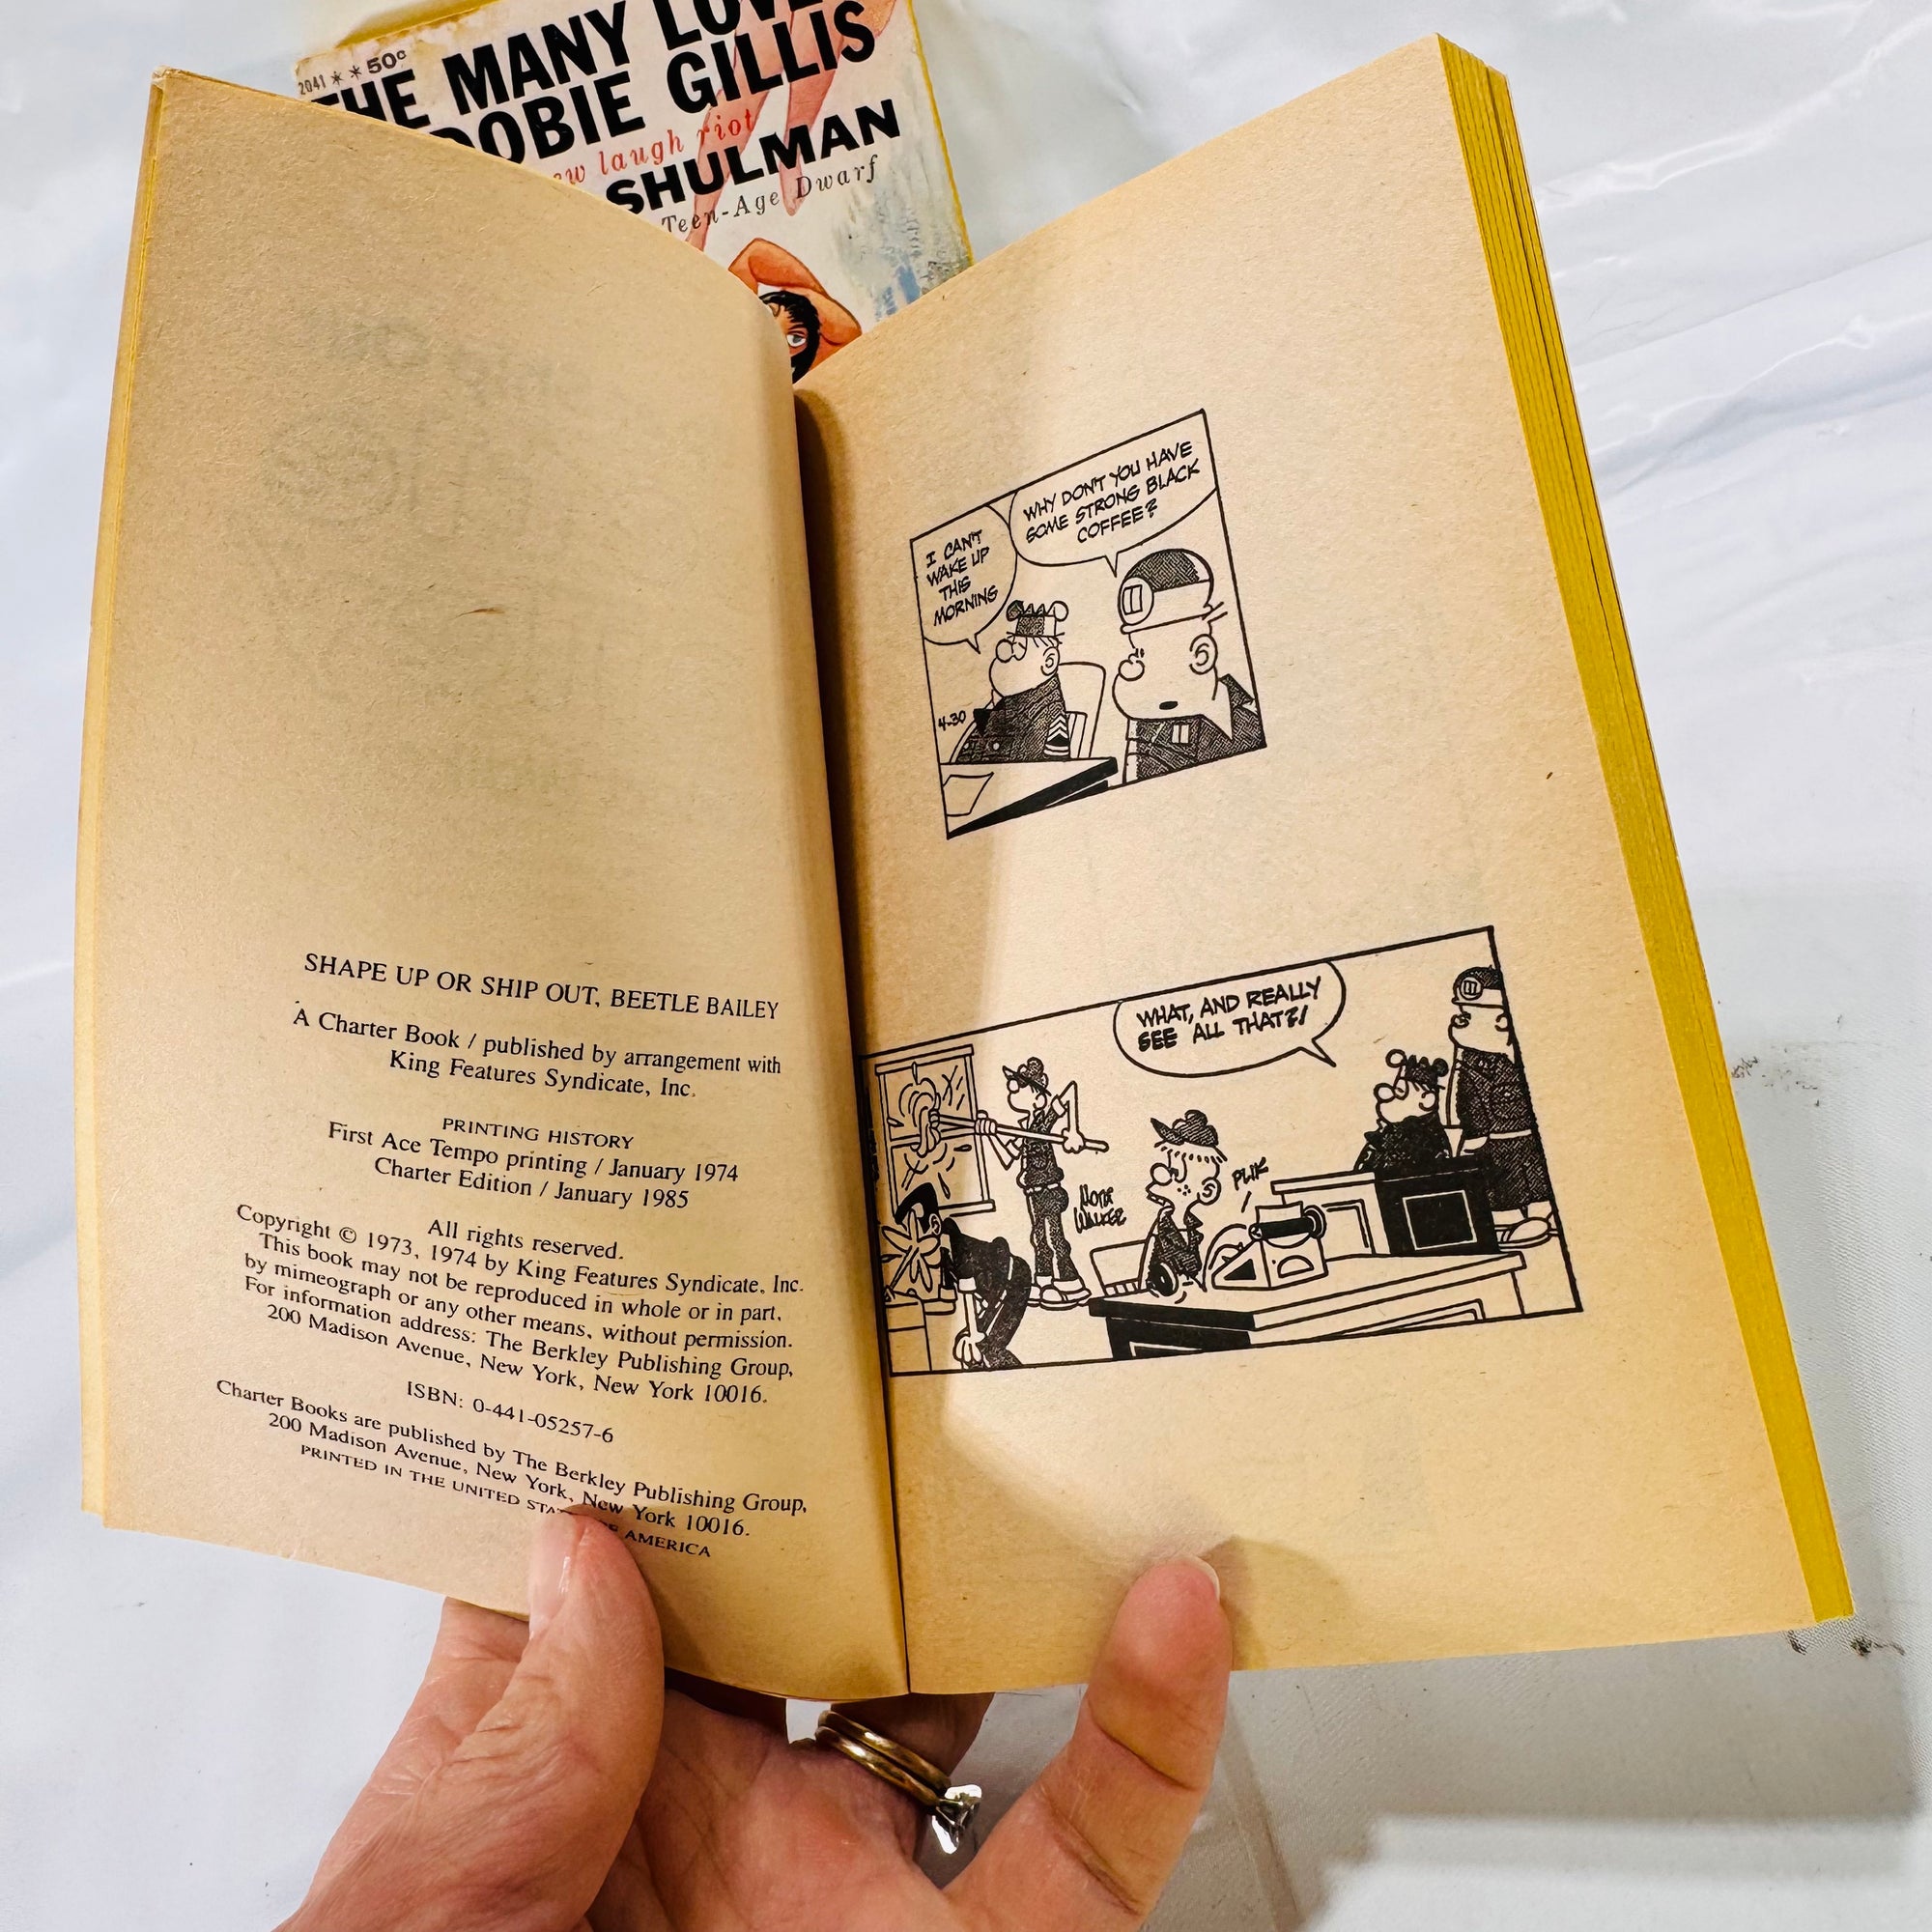 2041 * * 50¢
THE MANY LOVE
DOBIE GILLIS
laugh riot
SHULMAN
Teen-Age Dwarf
SHAPE UP OR SHIP OUT, BEETLE BAILEY
A Charter Book / published by arrangement with
King Features Syndicate, Inc.
PRINTING HISTORY
First Ace Tempo printing / January 1974
Charter Edition / January 1985
All rights reserved.
Copyright © 1973, 1974 by King Features Syndicate, Inc.
This book may not be reproduced in whole or in part,
by mimeograph or any other means, without permission.
For information address: The Berkley Publishing Group,
200 Madison Avenue, New York, New York 10016.
ISBN: 0-441-05257-6
Charter Books are published by The Berkley Publishing Group,
200 Madison Avenue, New York, New York 10016.
PRINTED IN THE UNITED STATES OF AMERICA
I CAN'T
WAKE UP
THIS
MORNING
WHY DON'T YOU HAVE
SOME STRONG BLACK
COFFEE?
4-30
WHAT, AND REALLY
SEE ALL THAT?!
MORT
WALKER
PLIK